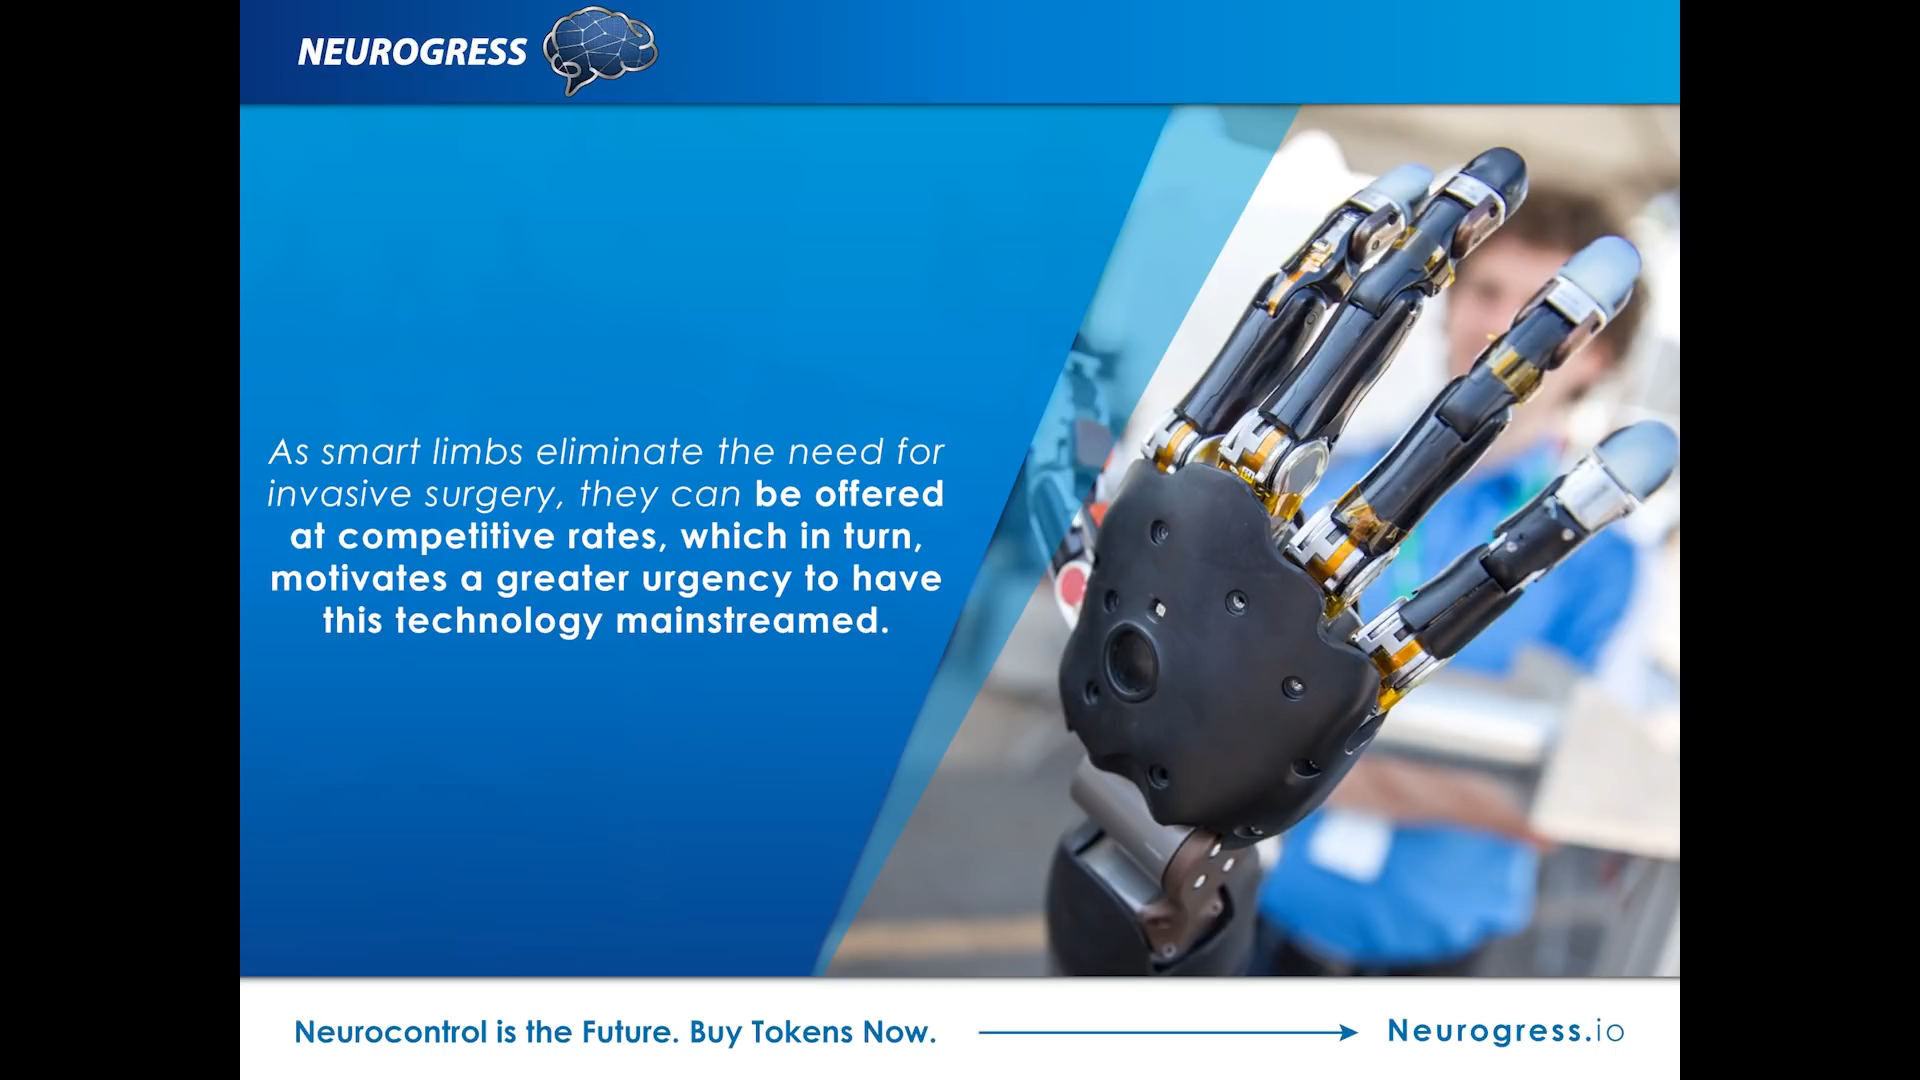 NEUROGRESS
As smart limbs eliminate the need for
invasive surgery, they can be offered
at competitive rates, which in turn,
motivates a greater urgency to have
this technology mainstreamed.
Neurocontrol is the Future. Buy Tokens Now.
Neurogress.io